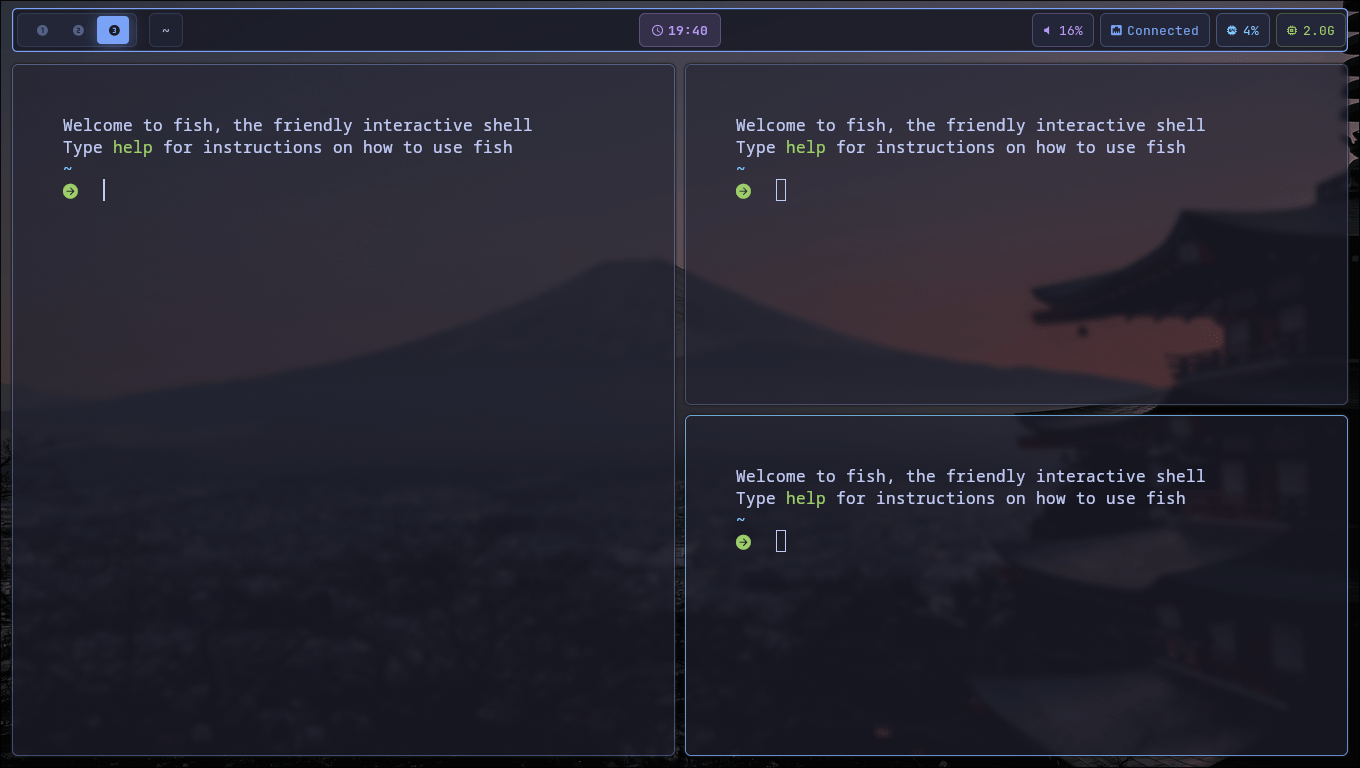 1 2 3 ~ 19:40 16% Connected 4% 2.0G
Welcome to fish, the friendly interactive shell
Type help for instructions on how to use fish
~
Welcome to fish, the friendly interactive shell
Type help for instructions on how to use fish
~
Welcome to fish, the friendly interactive shell
Type help for instructions on how to use fish
~